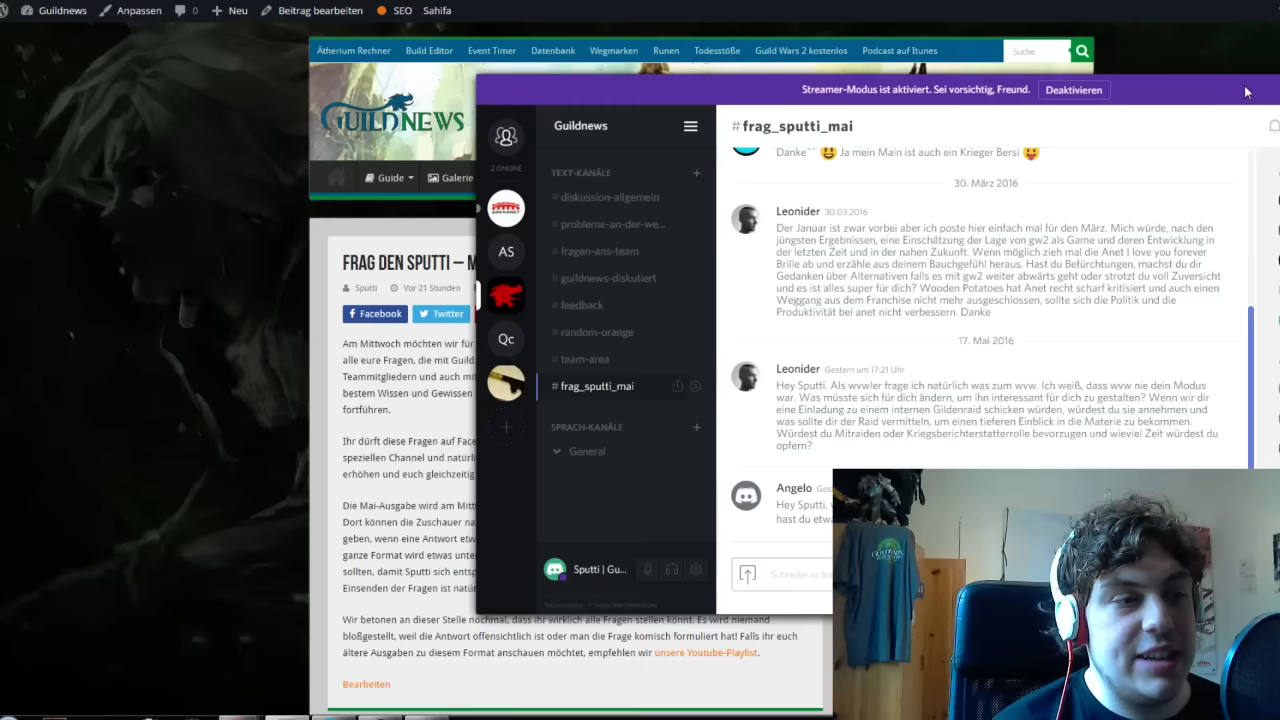 Guildnews
Anpassen
0
Neu
Beitrag bearbeiten
SEO
Sahifa
Ätherium Rechner
Build Editor
Event Timer
Datenbank
Wegmarken
Runen
Todesstöße
Guild Wars 2 kostenlos
Podcast auf Itunes
Suche
GUILDNEWS
Guide
Galerie
FRAG DEN SPUTTI – M
Sputti
Vor 21 Stunden
Facebook
Twitter
Am Mittwoch möchten wir für
alle eure Fragen, die mit Guild
Teammitgliedern und auch mit
bestem Wissen und Gewissen
fortführen.
Ihr dürft diese Fragen auf Face
speziellen Channel und natürli
erhöhen und euch gleichzeitig
Die Mai-Ausgabe wird am Mitt
Dort können die Zuschauer na
geben, wenn eine Antwort etw
ganze Format wird etwas unte
sollten, damit Sputti sich entsp
Einsenden der Fragen ist natür
Wir betonen an dieser Stelle nochmal, dass ihr wirklich alle Fragen stellen könnt. Es wird niemand
bloßgestellt, weil die Antwort offensichtlich ist oder man die Frage komisch formuliert hat! Falls ihr euch
ältere Ausgaben zu diesem Format anschauen möchtet, empfehlen wir unsere Youtube-Playlist.
Bearbeiten
Streamer-Modus ist aktiviert. Sei vorsichtig, Freund.
Deaktivieren
2 ONLINE
ARENANET
AS
Qc
Guildnews
TEXT-KANÄLE
# diskussion-allgemein
# probleme-an-der-we...
# fragen-ans-team
# guildnews-diskutiert
# feedback
# random-orange
# team-area
# frag_sputti_mai
SPRACH-KANÄLE
General
Sputti | Gu...
#frag_sputti_mai
Danke^^ Ja mein Main ist auch ein Krieger Bersi
30. März 2016
Leonider 30.03.2016
Der Januar ist zwar vorbei aber ich poste hier einfach mal für den März. Mich würde, nach den
jüngsten Ergebnissen, eine Einschätzung der Lage von gw2 als Game und deren Entwicklung in
der letzten Zeit und in der nahen Zukunft. Wenn möglich zieh mal die Anet I love you forever
Brille ab und erzähle aus deinem Bauchgefühl heraus. Hast du Befürchtungen, machst du dir
Gedanken über Alternativen falls es mit gw2 weiter abwärts geht oder strotzt du voll Zuversicht
und es ist alles super für dich? Wooden Potatoes hat Anet recht scharf kritisiert und auch einen
Weggang aus dem Franchise nicht mehr ausgeschlossen, sollte sich die Politik und die
Produktivität bei anet nicht verbessern. Danke
17. Mai 2016
Leonider Gestern um 17:21 Uhr
Hey Sputti. Als wvwler frage ich natürlich was zum wvw. Ich weiß, dass wvw nie dein Modus
war. Was müsste sich für dich ändern, um ihn interessant für dich zu gestalten? Wenn wir dir
eine Einladung zu einem internen Gildenraid schicken würden, würdest du sie annehmen und
was sollte dir der Raid vermitteln, um einen tieferen Einblick in die Materie zu bekommen.
Würdest du Mitraiden oder Kriegsberichterstatterrolle bevorzugen und wieviel Zeit würdest du
opfern?
Angelo Ges
Hey Sputti, w
hast du etwa